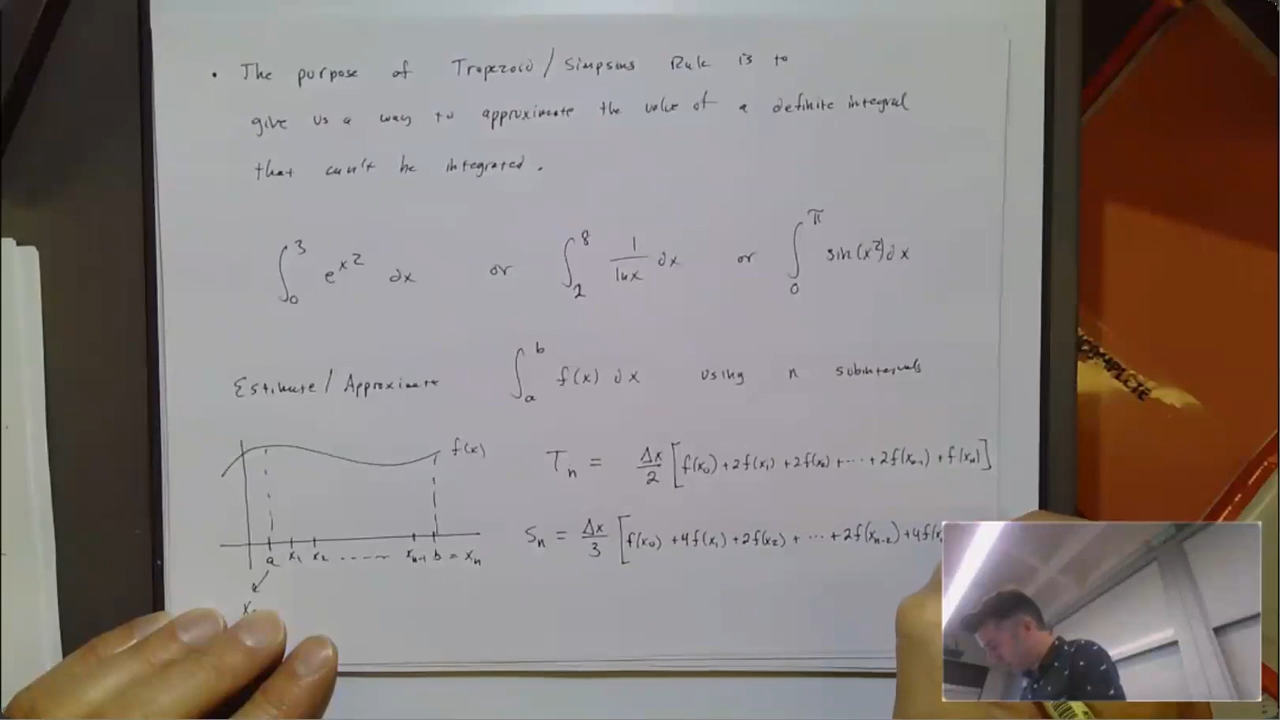 • The purpose of Trapezoid/Simpsons Rule is to
give us a way to approximate the value of a definite integral
that can't be integrated.
∫₀³ e^x² dx or ∫₂⁸ 1/lnx dx or ∫₀^π sin(x²)dx
Estimate/Approximate ∫ₐᵇ f(x) dx using n subintervals
f(x)
Tₙ = Δx/2 [f(x₀)+2f(x₁)+2f(x₂)+⋯+2f(xₙ₋₁)+f(xₙ)]
Sₙ = Δx/3 [f(x₀)+4f(x₁)+2f(x₂)+⋯+2f(xₙ₋₂)+4f(x
a x₁ x₂ ------ xₙ₋₁ b = xₙ